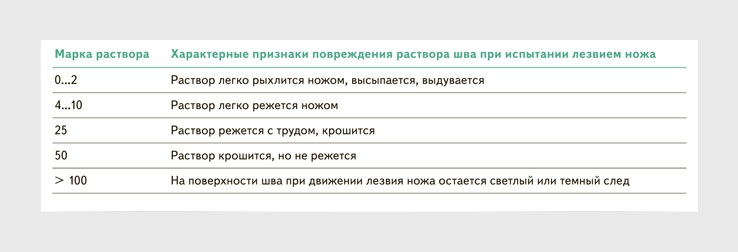 Марка раствора Характерные признаки повреждения раствора шва при испытании лезвием ножа
0...2 Раствор легко рыхлится ножом, высыпается, выдувается
4...10 Раствор легко режется ножом
25 Раствор режется с трудом, крошится
50 Раствор крошится, но не режется
> 100 На поверхности шва при движении лезвия ножа остается светлый или темный след